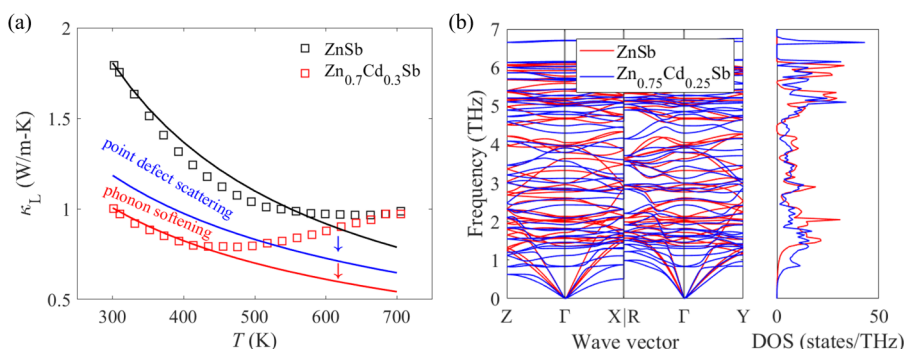 (a)
2
1.5
1
0.5
κL (W/m-K)
ZnSb
Zn0.7Cd0.3Sb
point defect scattering
phonon softening
300
400
500
600
700
T (K)
(b)
7
6
5
4
3
2
1
0
Frequency (THz)
ZnSb
Zn0.75Cd0.25Sb
Z
Γ
X|R
Γ
Y
Wave vector
0
50
DOS (states/THz)